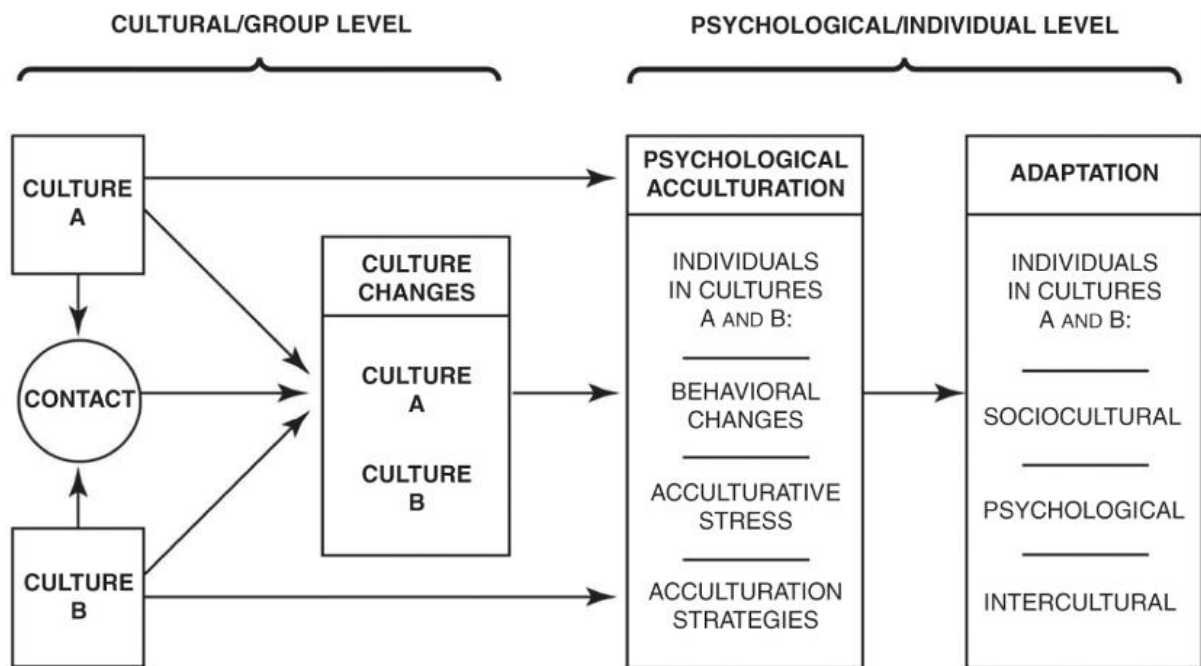 CULTURAL/GROUP LEVEL
PSYCHOLOGICAL/INDIVIDUAL LEVEL
CULTURE
A
CONTACT
CULTURE
B
CULTURE
CHANGES
CULTURE
A
CULTURE
B
PSYCHOLOGICAL
ACCULTURATION
INDIVIDUALS
IN CULTURES
A AND B:
BEHAVIORAL
CHANGES
ACCULTURATIVE
STRESS
ACCULTURATION
STRATEGIES
ADAPTATION
INDIVIDUALS
IN CULTURES
A AND B:
SOCIOCULTURAL
PSYCHOLOGICAL
INTERCULTURAL